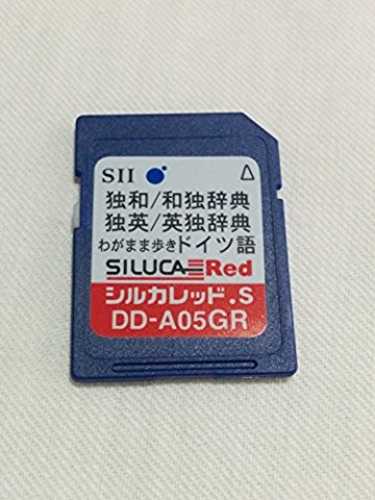 SII
独和/和独辞典
独英/英独辞典
わがまま歩きドイツ語
SILUCA Red
シルカレッド.S
DD-A05GR